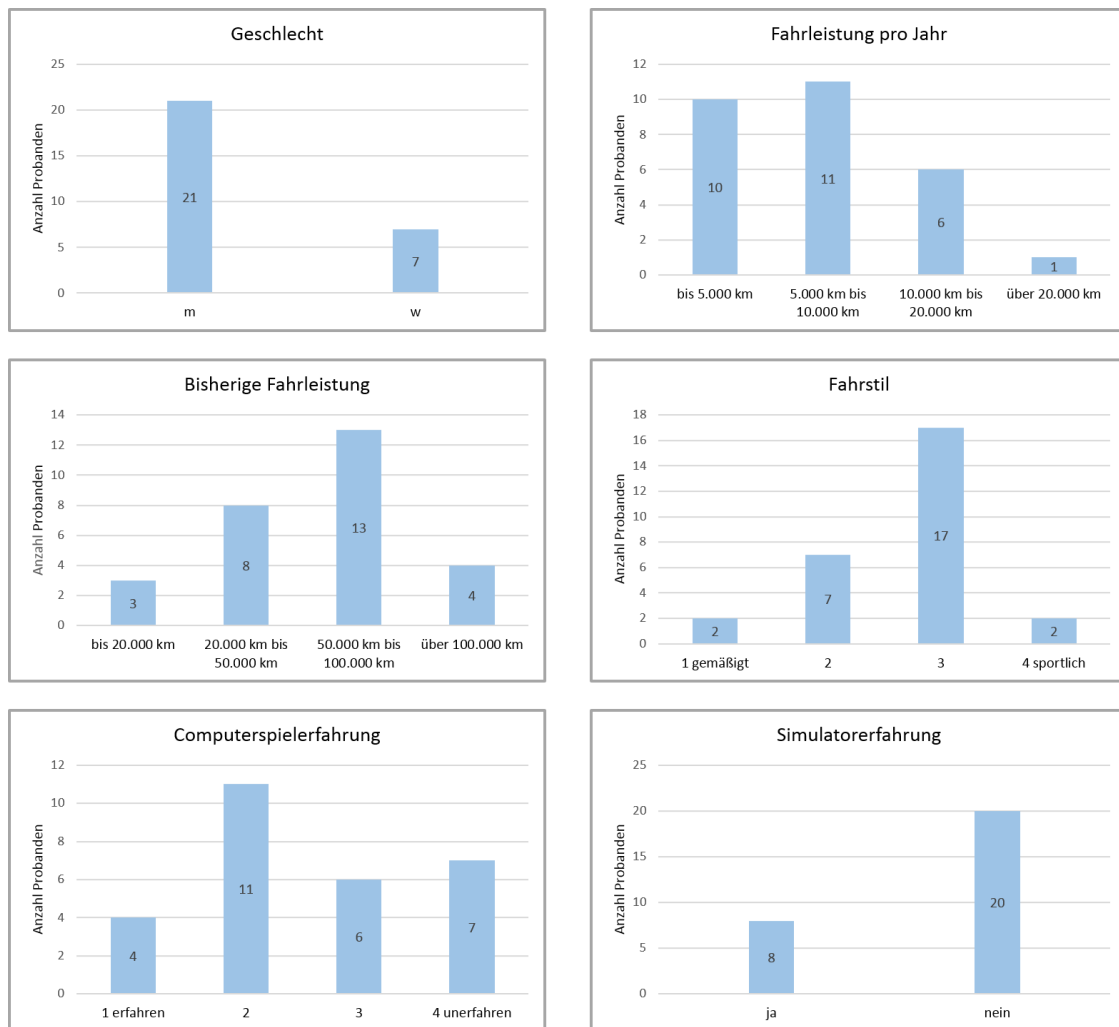 Geschlecht
25
20
15
10
5
0
Anzahl Probanden
21
7
m
w
Fahrleistung pro Jahr
12
10
8
6
4
2
0
Anzahl Probanden
10
11
6
1
bis 5.000 km
5.000 km bis
10.000 km
10.000 km bis
20.000 km
über 20.000 km
Bisherige Fahrleistung
14
12
10
8
6
4
2
0
Anzahl Probanden
3
8
13
4
bis 20.000 km
20.000 km bis
50.000 km
50.000 km bis
100.000 km
über 100.000 km
Fahrstil
18
16
14
12
10
8
6
4
2
0
Anzahl Probanden
2
7
17
2
1 gemäßigt
2
3
4 sportlich
Computerspielerfahrung
12
10
8
6
4
2
0
Anzahl Probanden
4
11
6
7
1 erfahren
2
3
4 unerfahren
Simulatorerfahrung
25
20
15
10
5
0
Anzahl Probanden
8
20
ja
nein